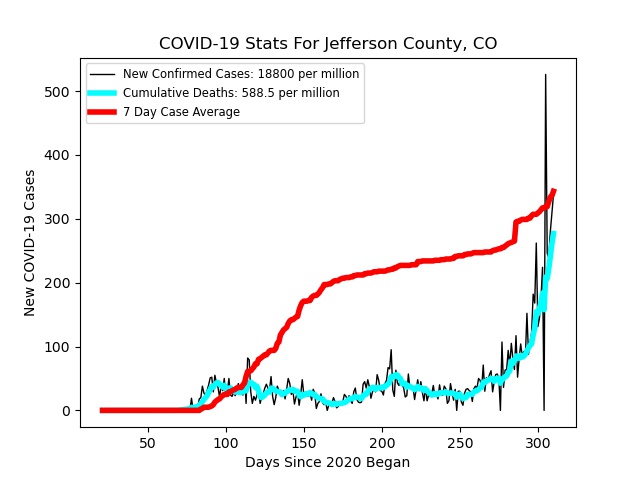 COVID-19 Stats For Jefferson County, CO
New Confirmed Cases: 18800 per million
Cumulative Deaths: 588.5 per million
7 Day Case Average
New COVID-19 Cases
500
400
300
200
100
0
50 100 150 200 250 300
Days Since 2020 Began